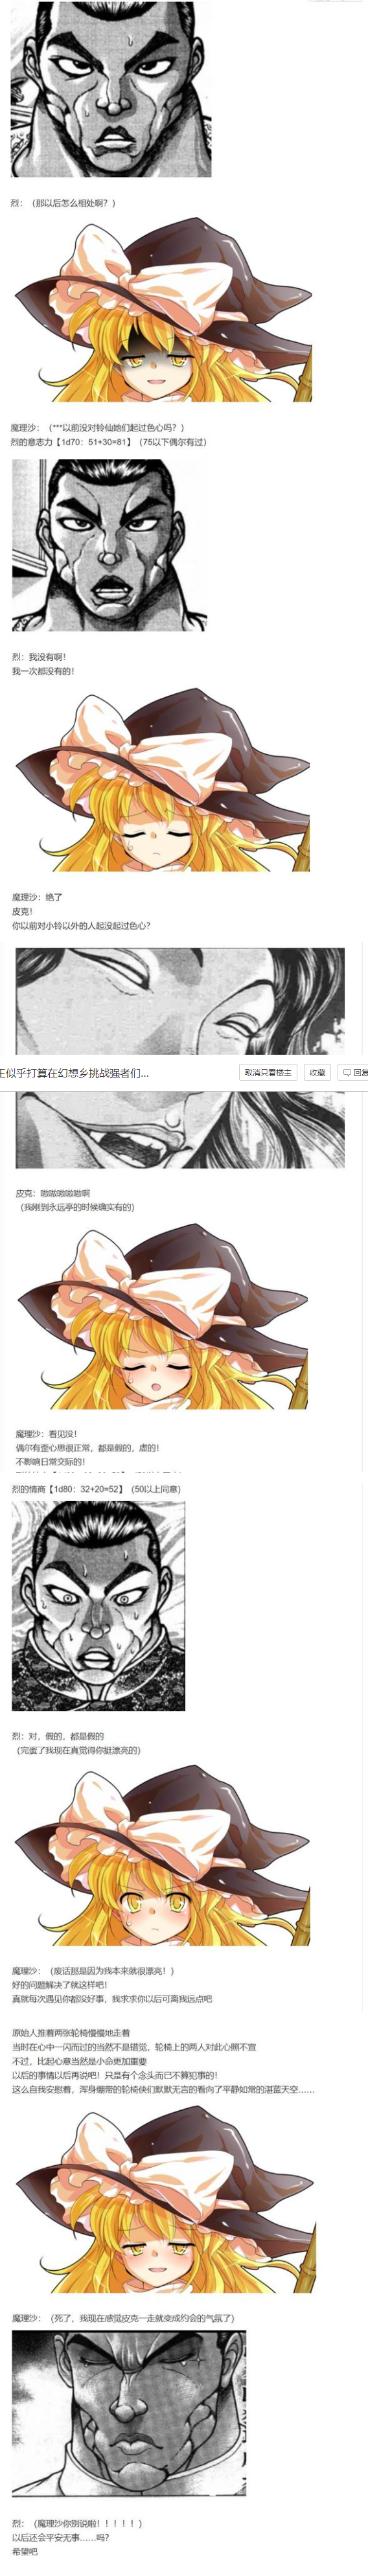 烈：（那以后怎么相处啊？）
魔理沙：（***以前没对铃仙她们起过色心吗？）
烈的意志力【1d70：51+30=81】（75以下偶尔有过）
烈：我没有啊！
我一次都没有的！
魔理沙：绝了
皮克！
你以前对小铃以外的人起没起过色心？
王似乎打算在幻想乡挑战强者们...
取消只看楼主
收藏
回复
皮克：嗷嗷嗷嗷嗷啊
（我刚到永远亭的时候确实有的）
魔理沙：看见没！
偶尔有歪心思很正常，都是假的，虚的！
不影响日常交际的！
烈的情商【1d80：32+20=52】（50以上同意）
烈：对，假的，都是假的
（完蛋了我现在真觉得你挺漂亮的）
魔理沙：（废话那是因为我本来就很漂亮！）
好的问题解决了就这样吧！
真就每次遇见你都没好事，我求求你以后可离我远点吧
原始人推着两张轮椅慢慢地走着
当时在心中一闪而过的当然不是错觉，轮椅上的两人对此心照不宣
不过，比起心意当然是小命更加重要
以后的事情以后再说吧！只是有个念头而已不算犯事的！
这么自我安慰着，浑身绷带的轮椅侠们默默无言的看向了平静如常的湛蓝天空……
魔理沙：（死了，我现在感觉皮克一走就变成约会的气氛了）
烈：（魔理沙你别说啦！！！！！）
以后还会平安无事……吗？
希望吧